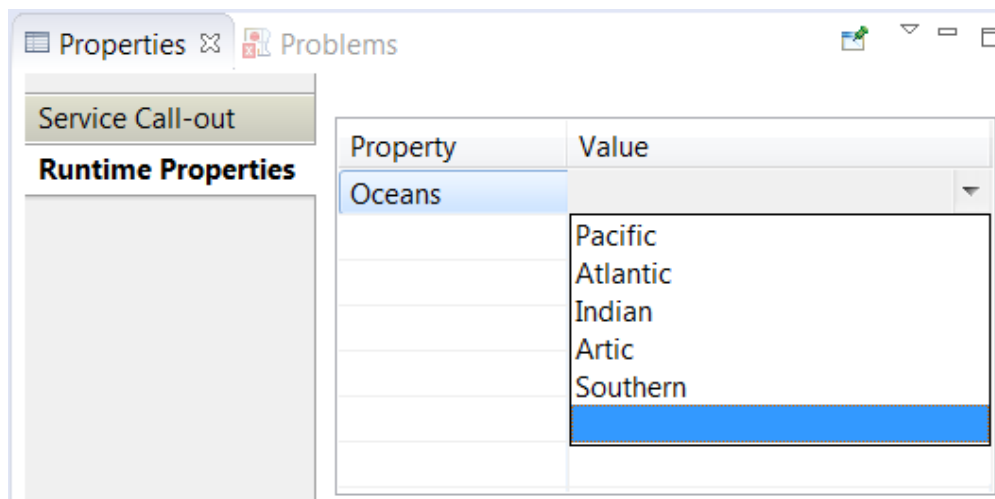 Properties Problems
Service Call-out
Runtime Properties
Property Value
Oceans
Pacific
Atlantic
Indian
Artic
Southern